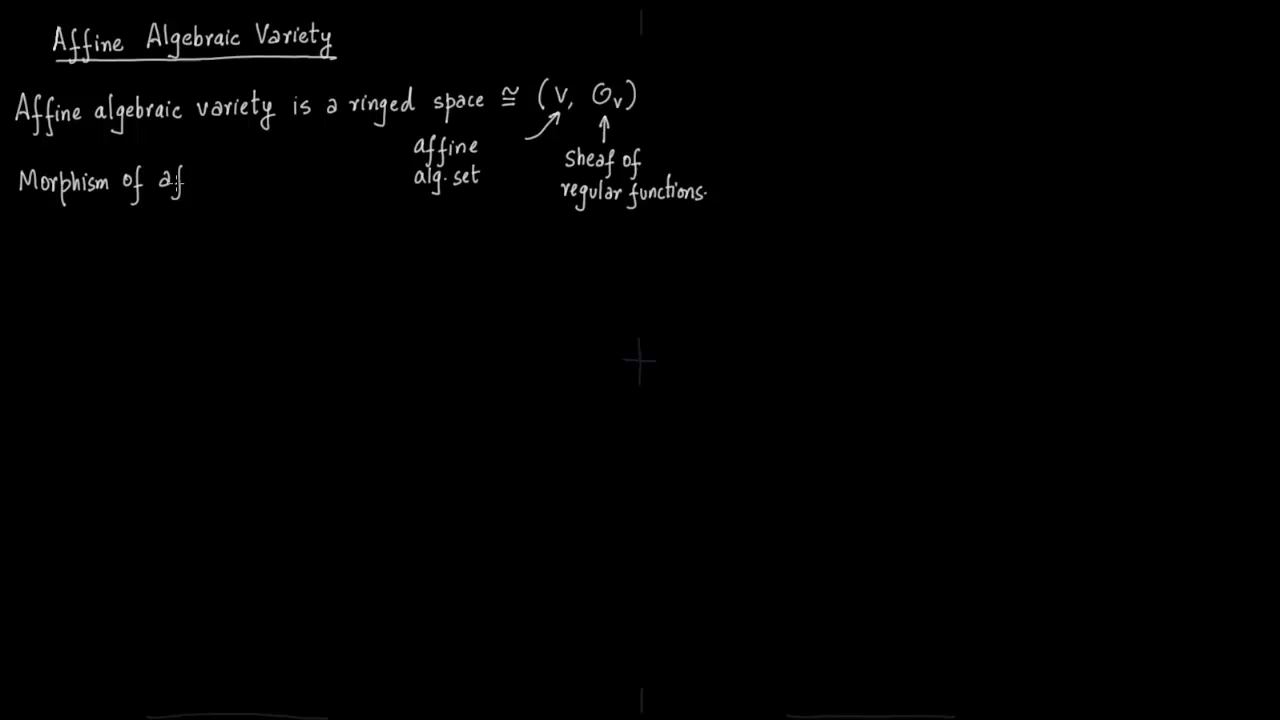 Affine Algebraic Variety
Affine algebraic variety is a ringed space ≅ (V, O_V)
affine
alg. set
Sheaf of
regular functions.
Morphism of af